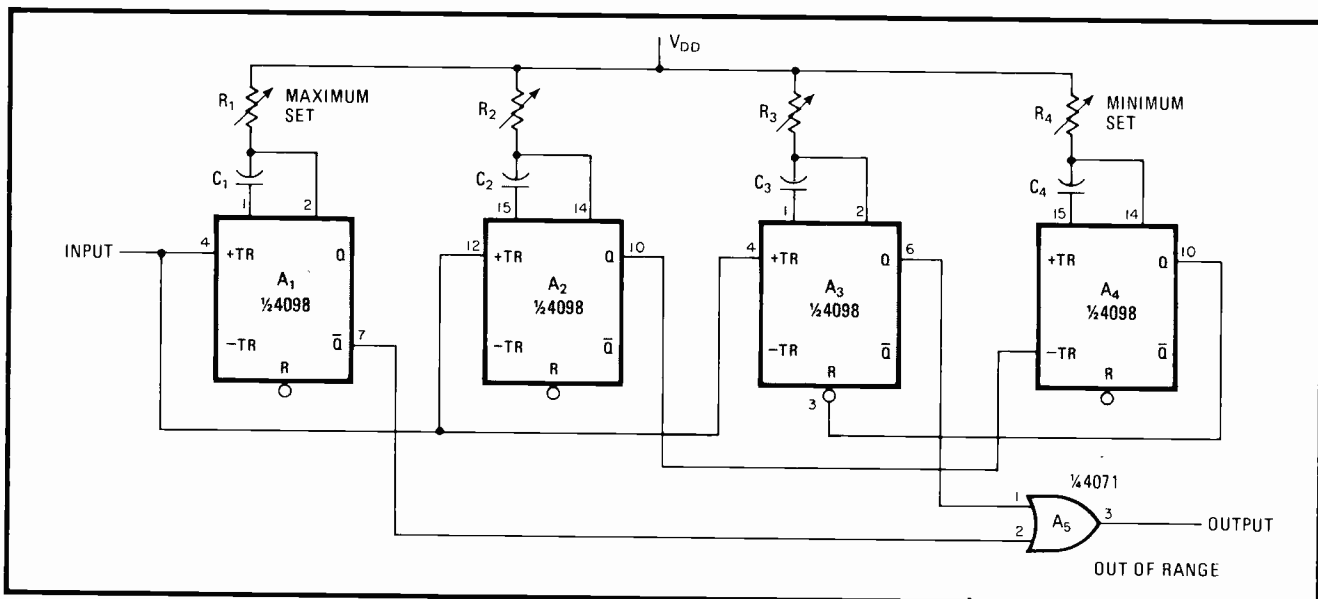 VDD
R1
MAXIMUM
SET
R2
R3
R4
MINIMUM
SET
C1
1
2
C2
15
14
C3
1
2
C4
15
14
INPUT
4
+TR
Q
A1
½4098
-TR
Q̅
7
R
12
+TR
Q
10
A2
½4098
-TR
Q̅
R
4
+TR
Q
6
A3
½4098
-TR
Q̅
R
3
+TR
Q
10
A4
½4098
-TR
Q̅
R
¼4071
1
2
A5
3
OUTPUT
OUT OF RANGE